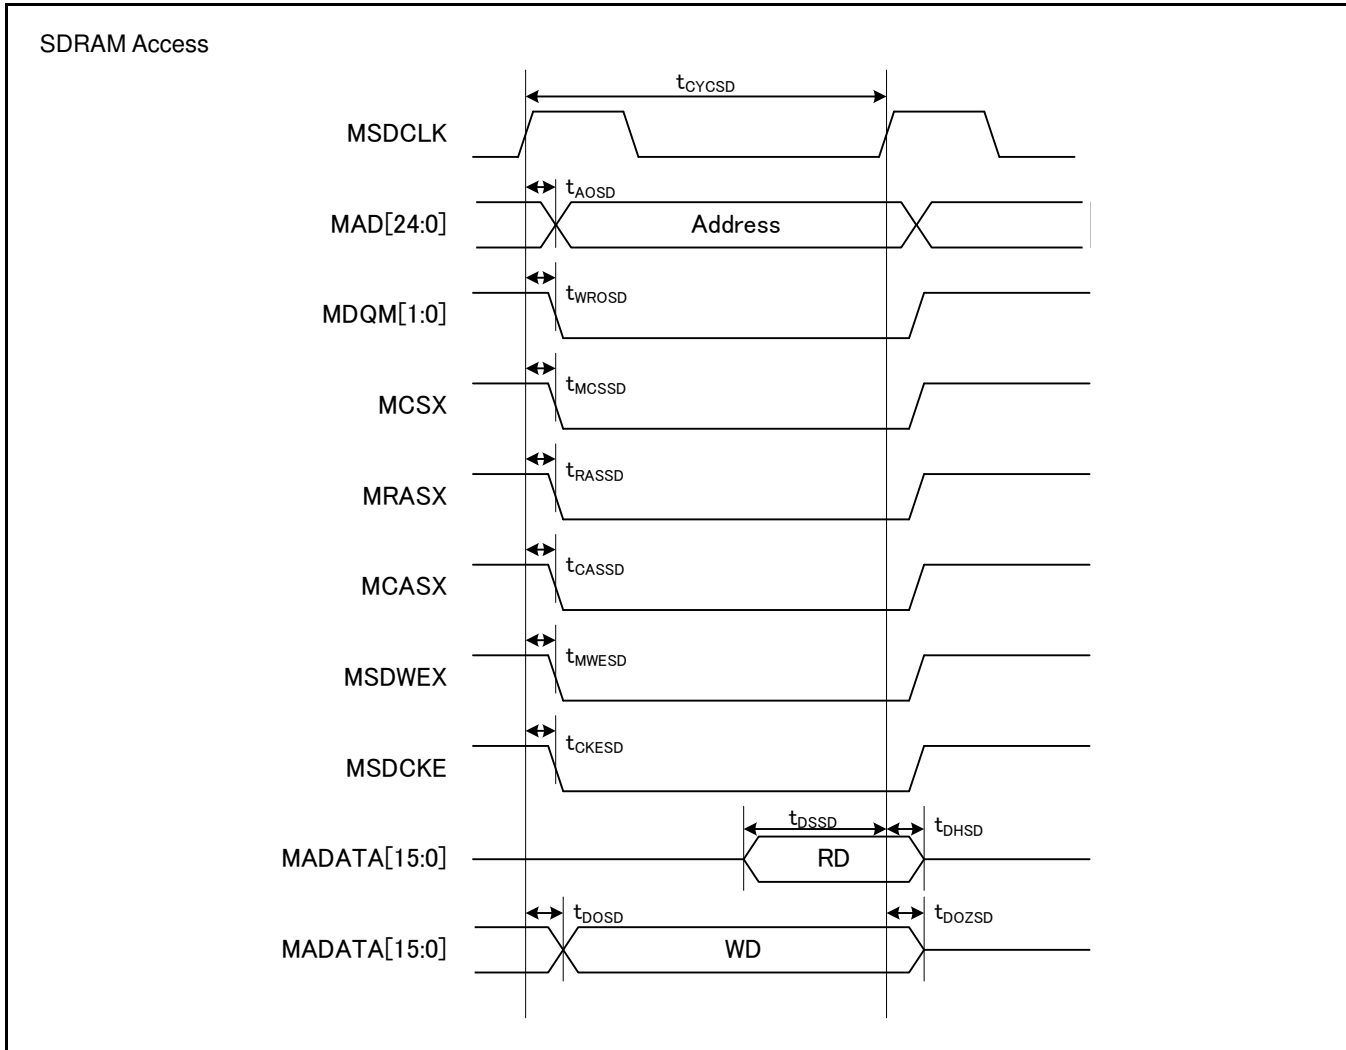 SDRAM Access
tCYCSD
MSDCLK
tAOSD
MAD[24:0]
Address
tWROSD
MDQM[1:0]
tMCSSD
MCSX
tRASSD
MRASX
tCASSD
MCASX
tMWESD
MSDWEX
tCKESD
MSDCKE
tDSSD
tDHSD
MADATA[15:0]
RD
tDOSD
tDOZSD
MADATA[15:0]
WD